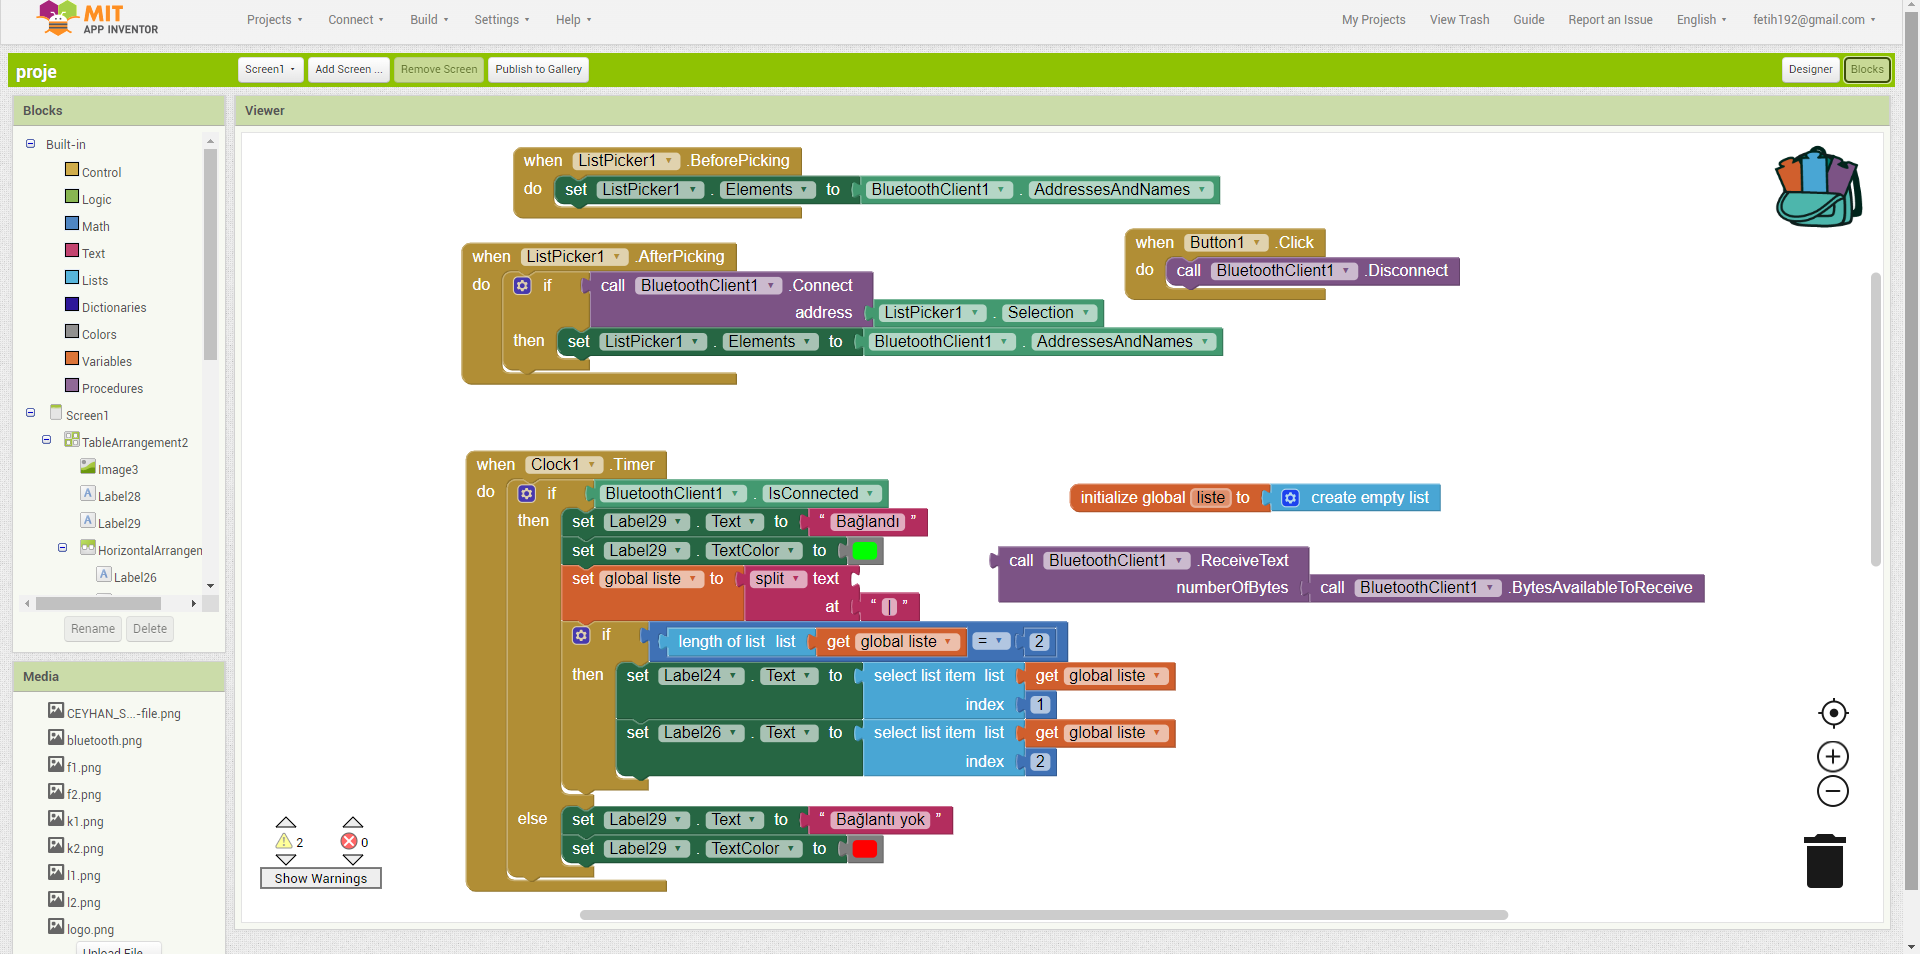 MIT
APP INVENTOR
Projects
Connect
Build
Settings
Help
My Projects
View Trash
Guide
Report an Issue
English
fetih192@gmail.com
proje
Screen1
Add Screen ...
Remove Screen
Publish to Gallery
Designer
Blocks
Blocks
Built-in
Control
Logic
Math
Text
Lists
Dictionaries
Colors
Variables
Procedures
Screen1
TableArrangement2
Image3
A Label28
A Label29
HorizontalArrangen
A Label26
Rename
Delete
Media
CEYHAN_S...-file.png
bluetooth.png
f1.png
f2.png
k1.png
k2.png
l1.png
l2.png
logo.png
Upload File
Viewer
when ListPicker1 .BeforePicking
do set ListPicker1 . Elements to BluetoothClient1 . AddressesAndNames
when ListPicker1 .AfterPicking
do if call BluetoothClient1 .Connect
address ListPicker1 . Selection
then set ListPicker1 . Elements to BluetoothClient1 . AddressesAndNames
when Button1 .Click
do call BluetoothClient1 .Disconnect
when Clock1 .Timer
do if BluetoothClient1 . IsConnected
then set Label29 . Text to “ Bağlandı ”
set Label29 . TextColor to
set global liste to split text
at “ | ”
if length of list list get global liste = 2
then set Label24 . Text to select list item list get global liste
index 1
set Label26 . Text to select list item list get global liste
index 2
else set Label29 . Text to “ Bağlantı yok ”
set Label29 . TextColor to
initialize global liste to create empty list
call BluetoothClient1 .ReceiveText
numberOfBytes call BluetoothClient1 .BytesAvailableToReceive
2
0
Show Warnings